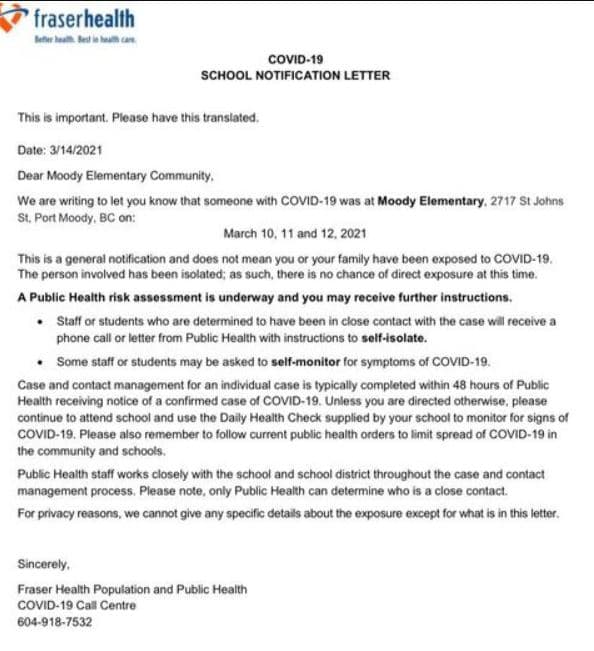 fraserhealth
Better health. Best in health care.
COVID-19
SCHOOL NOTIFICATION LETTER
This is important. Please have this translated.
Date: 3/14/2021
Dear Moody Elementary Community,
We are writing to let you know that someone with COVID-19 was at Moody Elementary, 2717 St Johns
St, Port Moody, BC on:
March 10, 11 and 12, 2021
This is a general notification and does not mean you or your family have been exposed to COVID-19.
The person involved has been isolated; as such, there is no chance of direct exposure at this time.
A Public Health risk assessment is underway and you may receive further instructions.
• Staff or students who are determined to have been in close contact with the case will receive a
phone call or letter from Public Health with instructions to self-isolate.
• Some staff or students may be asked to self-monitor for symptoms of COVID-19.
Case and contact management for an individual case is typically completed within 48 hours of Public
Health receiving notice of a confirmed case of COVID-19. Unless you are directed otherwise, please
continue to attend school and use the Daily Health Check supplied by your school to monitor for signs of
COVID-19. Please also remember to follow current public health orders to limit spread of COVID-19 in
the community and schools.
Public Health staff works closely with the school and school district throughout the case and contact
management process. Please note, only Public Health can determine who is a close contact.
For privacy reasons, we cannot give any specific details about the exposure except for what is in this letter.
Sincerely,
Fraser Health Population and Public Health
COVID-19 Call Centre
604-918-7532